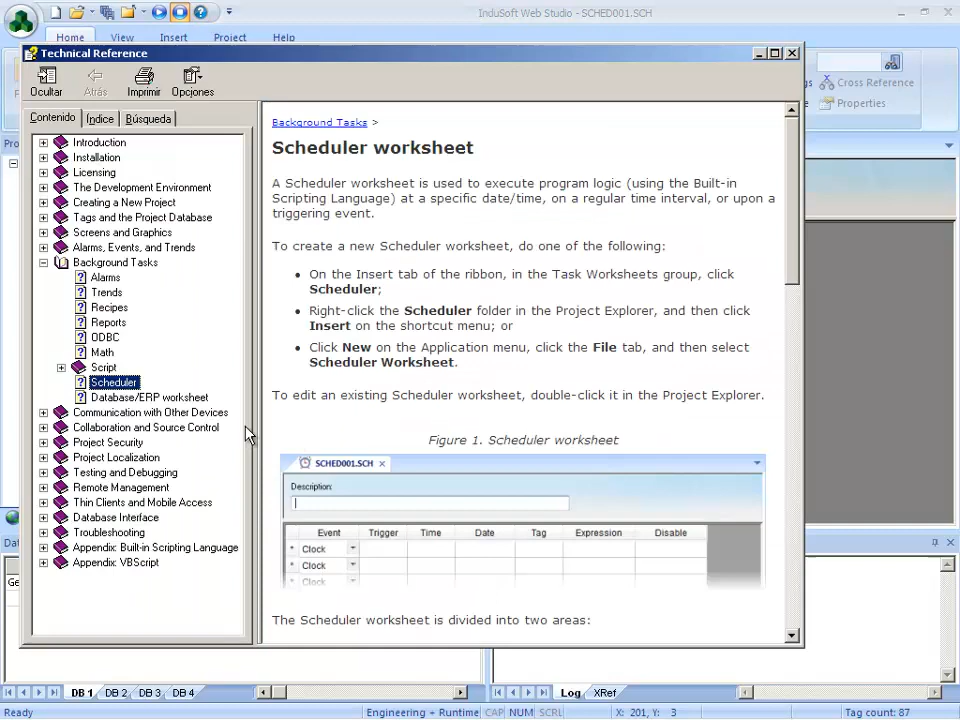 InduSoft Web Studio - SCHED001.SCH
Home View Insert Project Help
Technical Reference
Ocultar Atrás Imprimir Opciones
Cross Reference
Properties
Contenido Índice Búsqueda
Introduction
Installation
Licensing
The Development Environment
Creating a New Project
Tags and the Project Database
Screens and Graphics
Alarms, Events, and Trends
Background Tasks
Alarms
Trends
Recipes
Reports
ODBC
Math
Script
Scheduler
Database/ERP worksheet
Communication with Other Devices
Collaboration and Source Control
Project Security
Project Localization
Testing and Debugging
Remote Management
Thin Clients and Mobile Access
Database Interface
Troubleshooting
Appendix: Built-in Scripting Language
Appendix: VBScript
Background Tasks >
Scheduler worksheet
A Scheduler worksheet is used to execute program logic (using the Built-in
Scripting Language) at a specific date/time, on a regular time interval, or upon a
triggering event.
To create a new Scheduler worksheet, do one of the following:
• On the Insert tab of the ribbon, in the Task Worksheets group, click
Scheduler;
• Right-click the Scheduler folder in the Project Explorer, and then click
Insert on the shortcut menu; or
• Click New on the Application menu, click the File tab, and then select
Scheduler Worksheet.
To edit an existing Scheduler worksheet, double-click it in the Project Explorer.
Figure 1. Scheduler worksheet
SCHED001.SCH
Description:
Event Trigger Time Date Tag Expression Disable
* Clock
* Clock
* Clock
The Scheduler worksheet is divided into two areas:
DB 1 DB 2 DB 3 DB 4
Log XRef
Ready
Engineering + Runtime CAP NUM SCRL X: 201, Y: 3 Tag count: 87